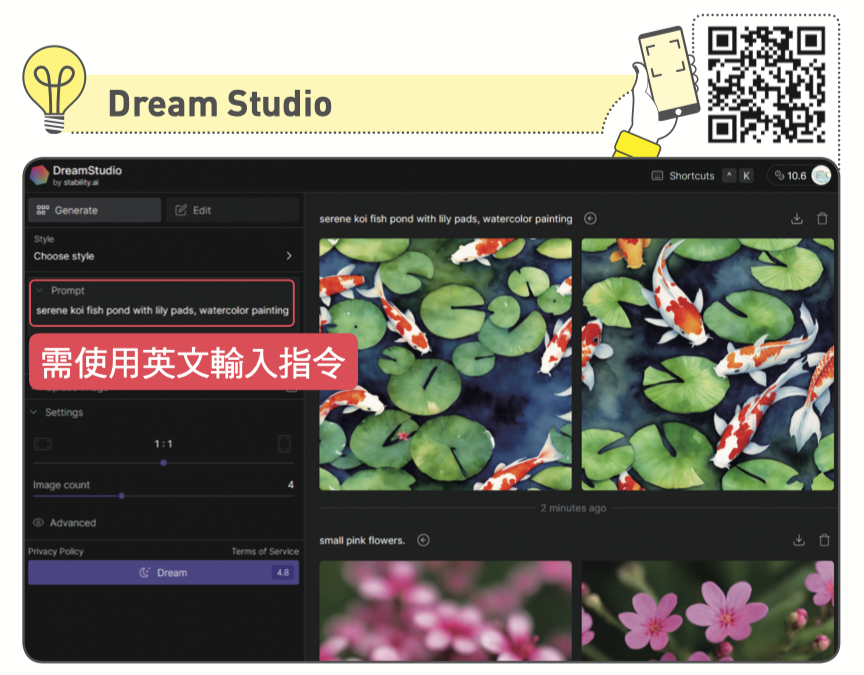 Dream Studio
DreamStudio
by stability.ai
Shortcuts ^ K
10.6
Generate
Edit
Style
Choose style
Prompt
serene koi fish pond with lily pads, watercolor painting
需使用英文輸入指令
Settings
1 : 1
Image count
4
Advanced
Privacy Policy
Terms of Service
Dream
4.8
serene koi fish pond with lily pads, watercolor painting
2 minutes ago
small pink flowers.